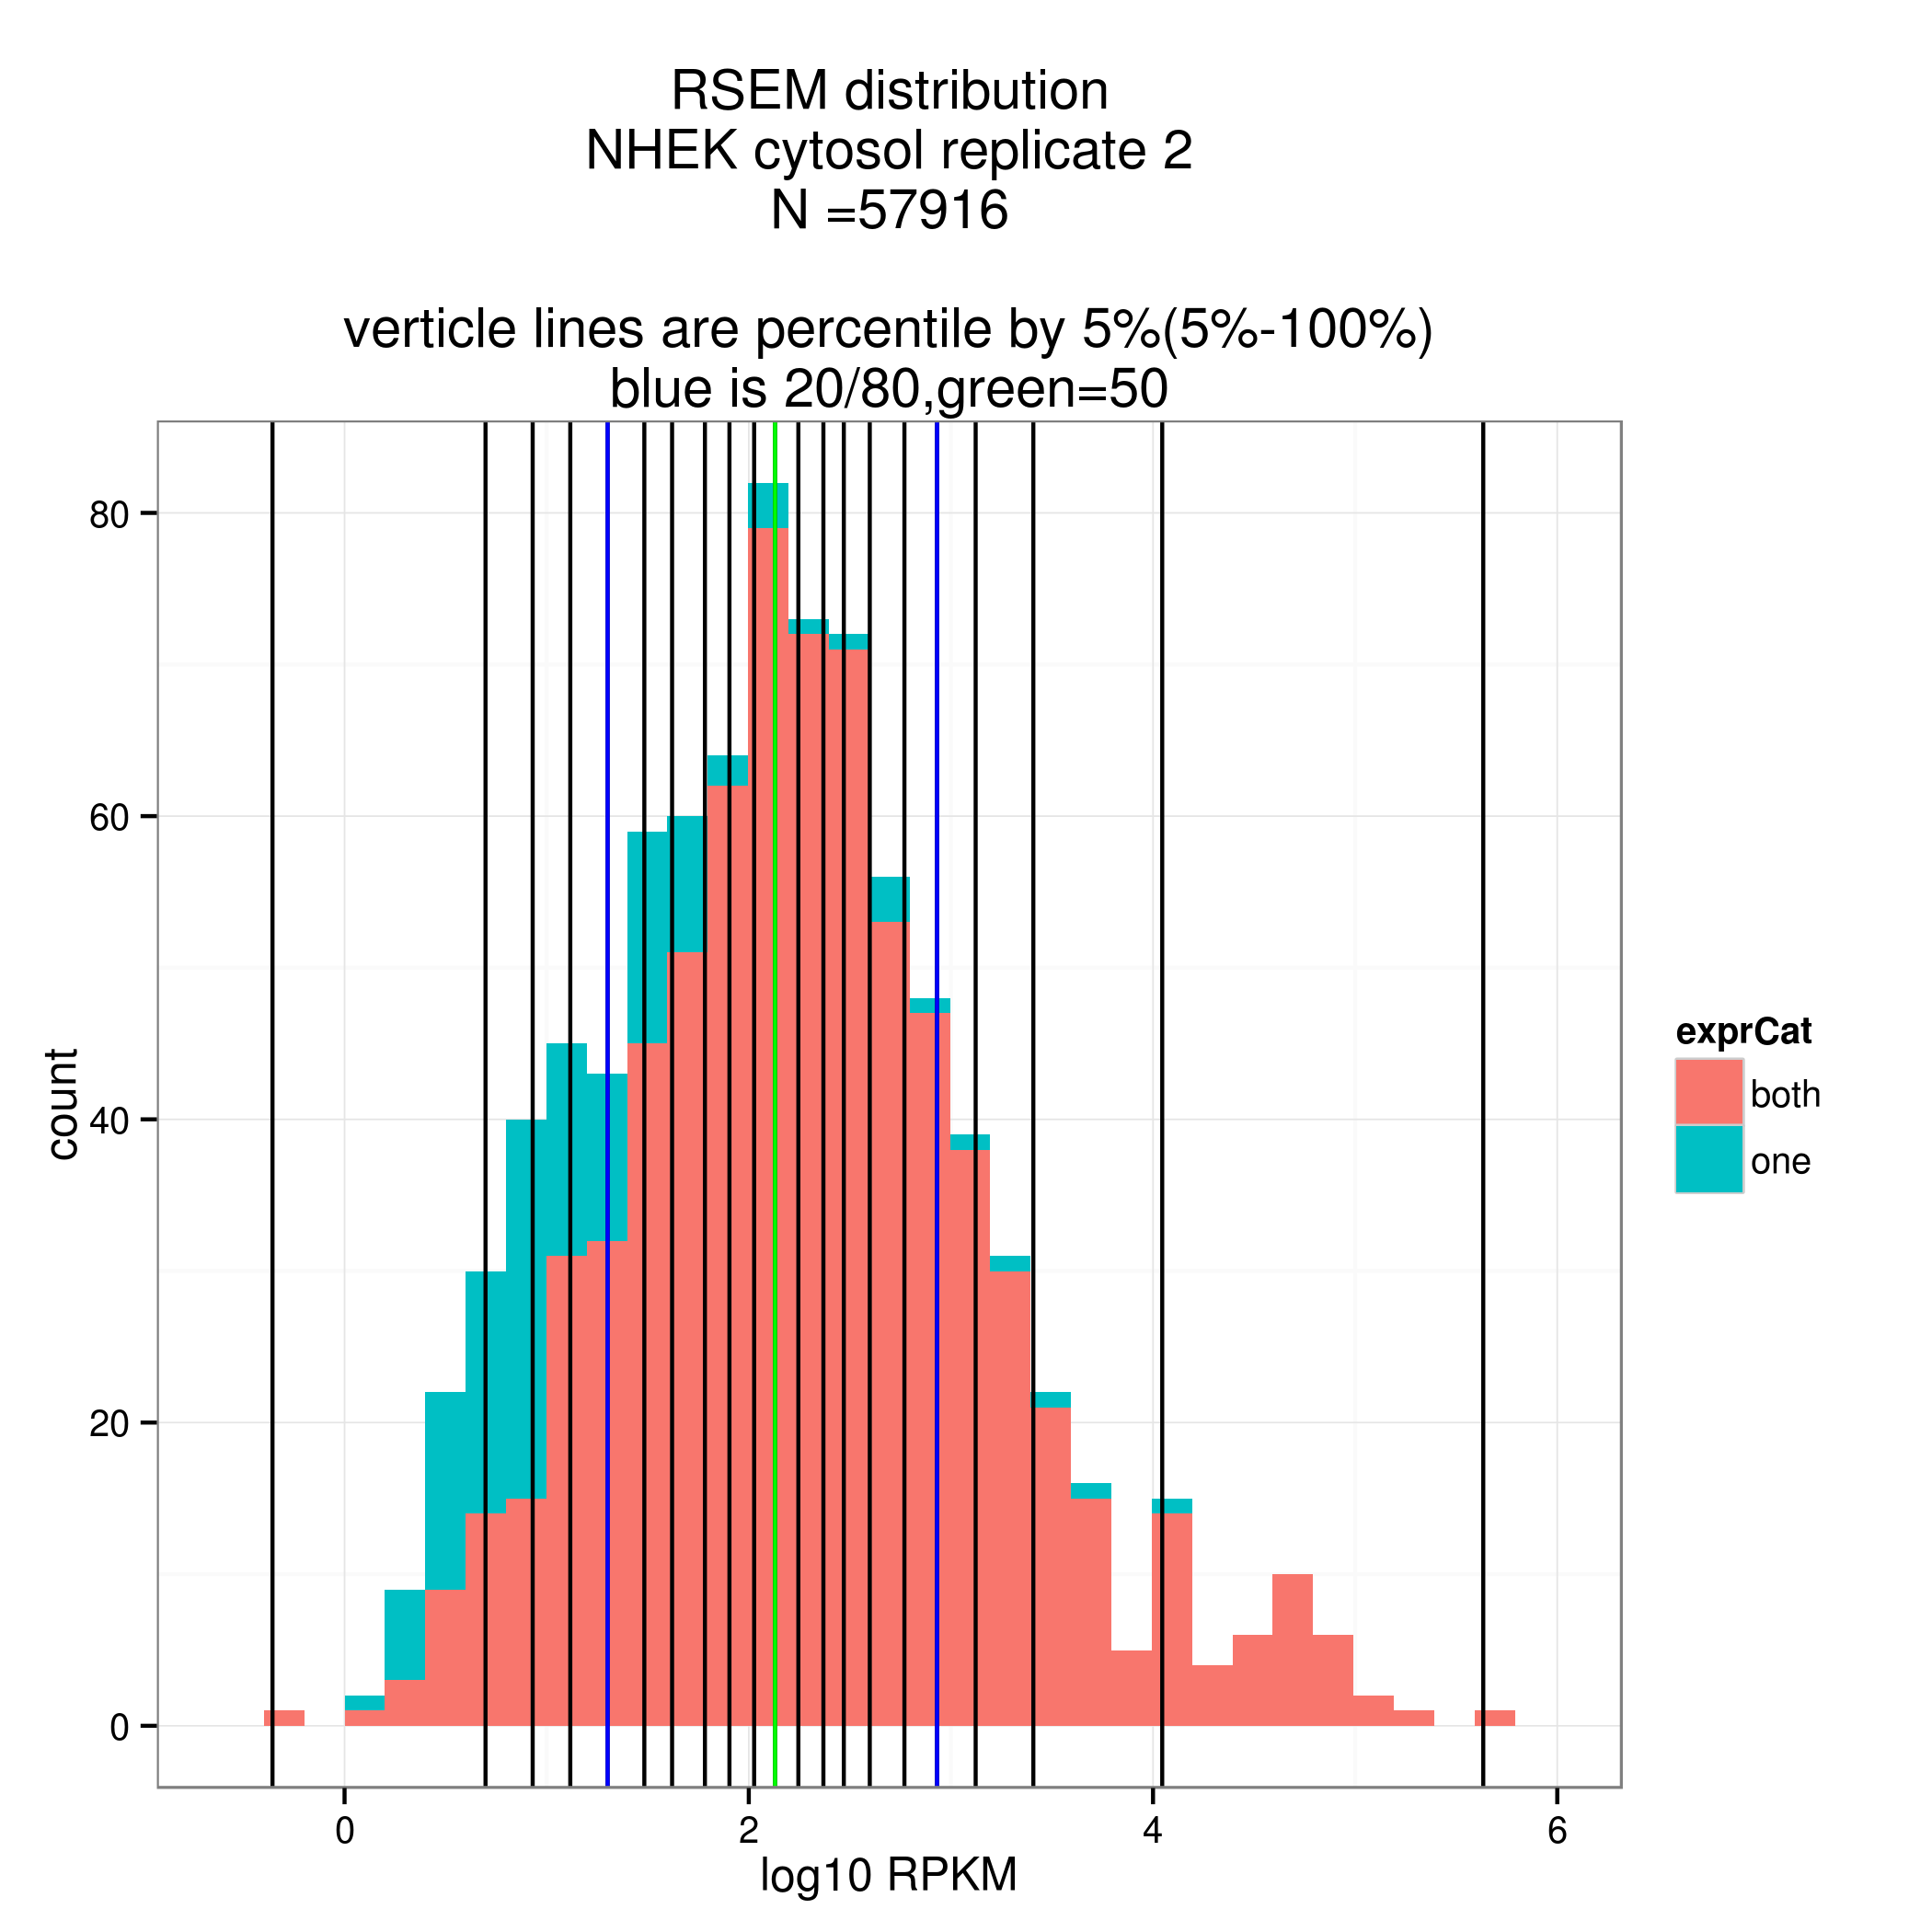 RSEM distribution
NHEK cytosol replicate 2
N =57916
verticle lines are percentile by 5%(5%-100%)
blue is 20/80,green=50
80
60
40
20
0
count
0 2 4 6
log10 RPKM
exprCat
both
one